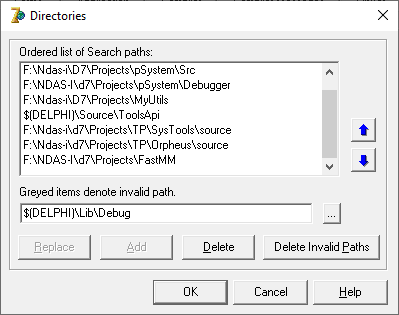 Directories
Ordered list of Search paths:
F:\Ndas-i\D7\Projects\pSystem\Src
F:\NDAS-I\d7\Projects\pSystem\Debugger
F:\NDAS-I\D7\Projects\MyUtils
$(DELPHI)\Source\ToolsApi
F:\NDAS-I\d7\Projects\TP\SysTools\source
F:\NDAS-I\d7\Projects\TP\Orpheus\source
F:\NDAS-I\d7\Projects\FastMM
Greyed items denote invalid path.
$(DELPHI)\Lib\Debug
...
Replace
Add
Delete
Delete Invalid Paths
OK
Cancel
Help